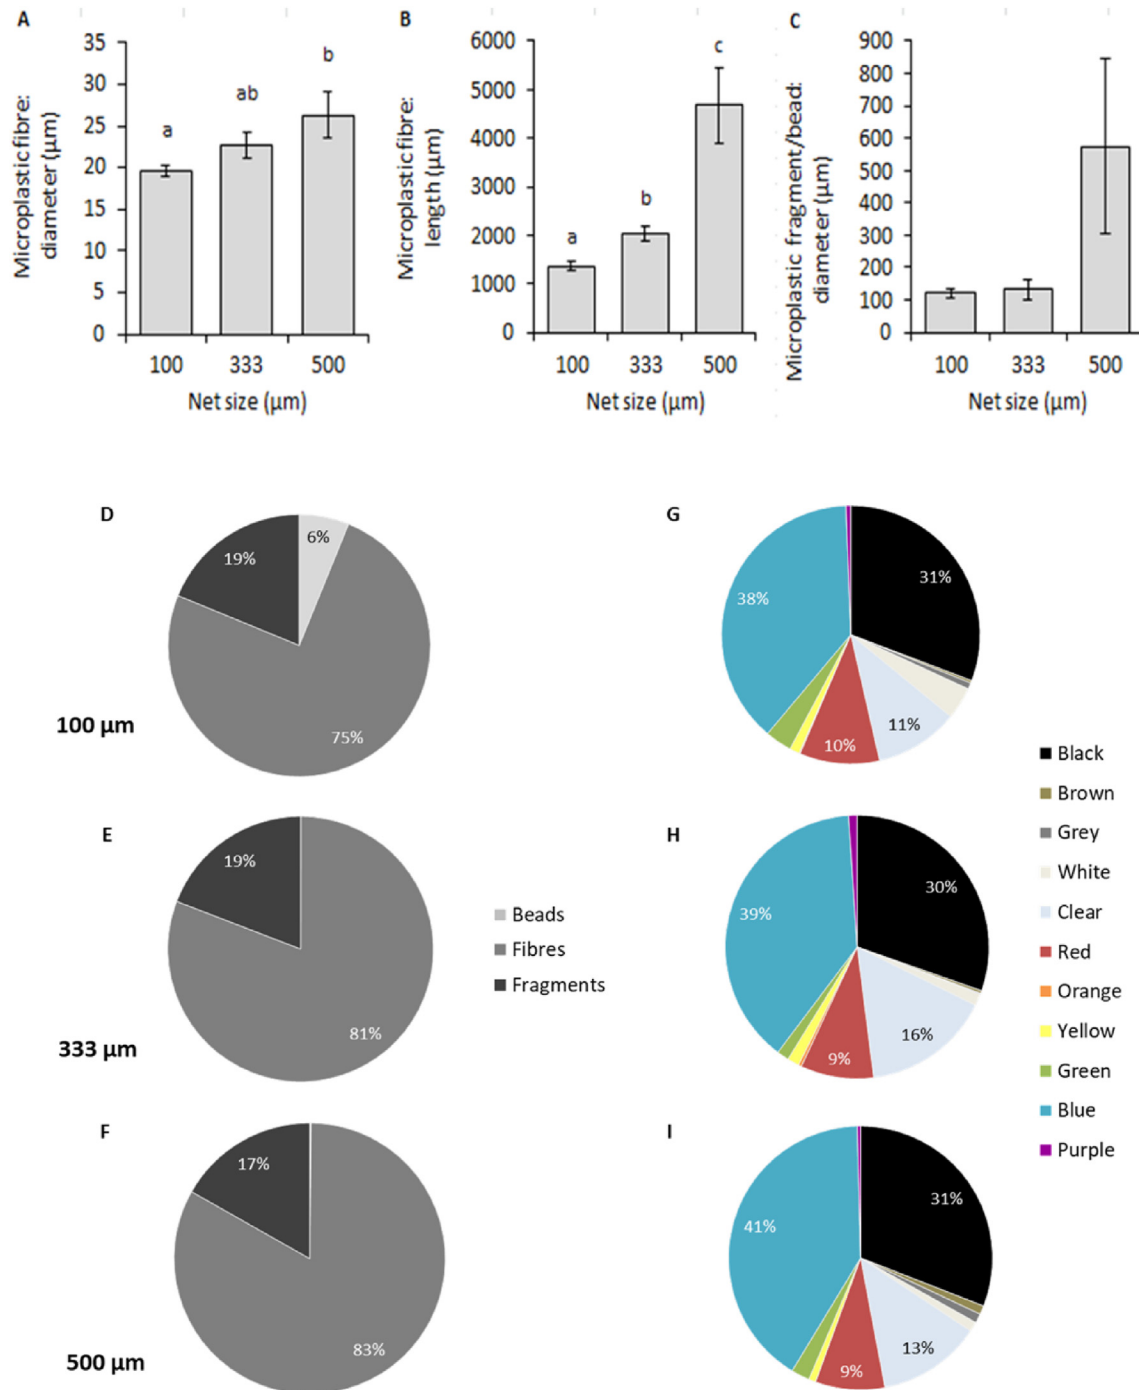 A
Microplastic fibre:
diameter (µm)
35
30
25
20
15
10
5
0
a
ab
b
100 333 500
Net size (µm)
B
Microplastic fibre:
length (µm)
6000
5000
4000
3000
2000
1000
0
a
b
c
100 333 500
Net size (µm)
C
Microplastic fragment/bead:
diameter (µm)
900
800
700
600
500
400
300
200
100
0
100 333 500
Net size (µm)
D
6%
19%
75%
100 µm
G
31%
38%
11%
10%
E
19%
81%
333 µm
Beads
Fibres
Fragments
H
30%
39%
16%
9%
Black
Brown
Grey
White
Clear
Red
Orange
Yellow
Green
Blue
Purple
F
17%
83%
500 µm
I
31%
41%
13%
9%